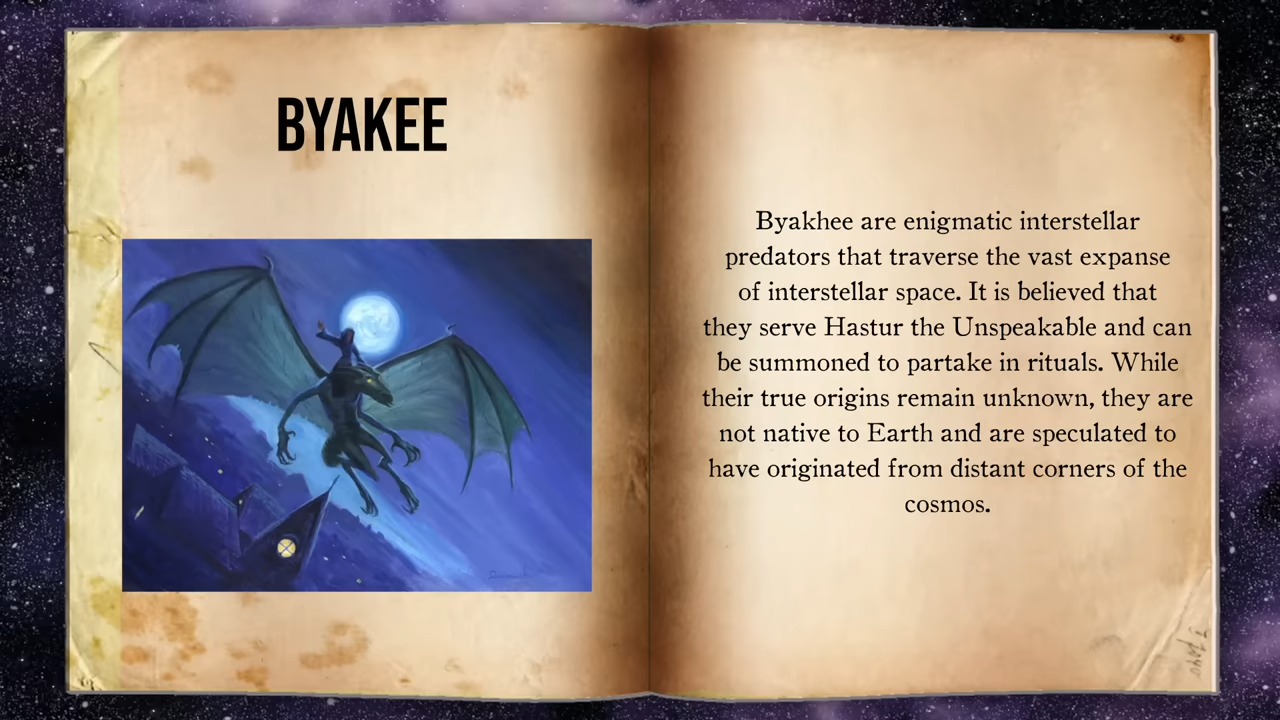 BYAKEE
Byakhee are enigmatic interstellar
predators that traverse the vast expanse
of interstellar space. It is believed that
they serve Hastur the Unspeakable and can
be summoned to partake in rituals. While
their true origins remain unknown, they are
not native to Earth and are speculated to
have originated from distant corners of the
cosmos.